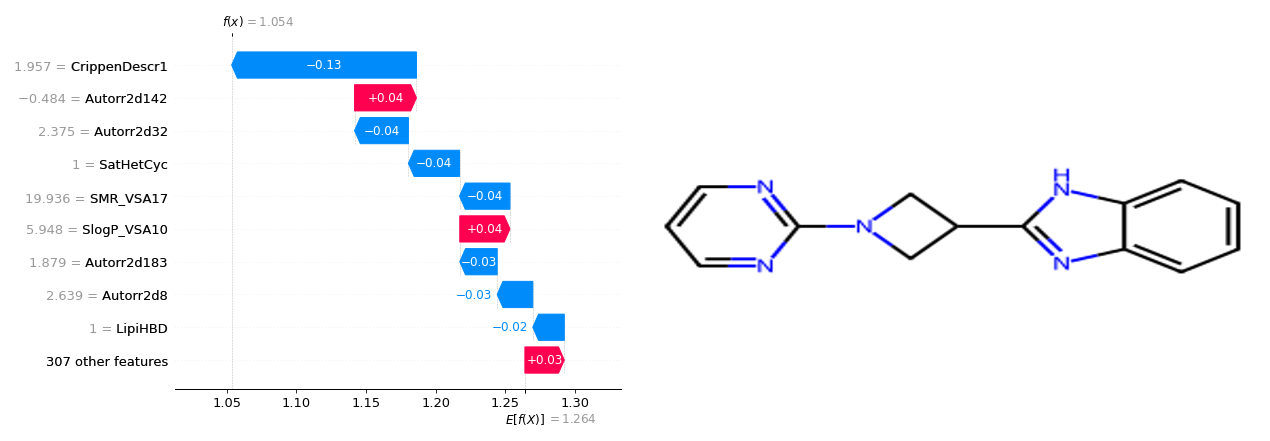 f(x) = 1.054
1.957 = CrippenDescr1
−0.13
−0.484 = Autorr2d142
+0.04
2.375 = Autorr2d32
−0.04
1 = SatHetCyc
−0.04
19.936 = SMR_VSA17
−0.04
5.948 = SlogP_VSA10
+0.04
1.879 = Autorr2d183
−0.03
2.639 = Autorr2d8
−0.03
1 = LipiHBD
−0.02
307 other features
+0.03
1.05 1.10 1.15 1.20 1.25 1.30
E[f(X)] = 1.264
N
N
N
H
N
N